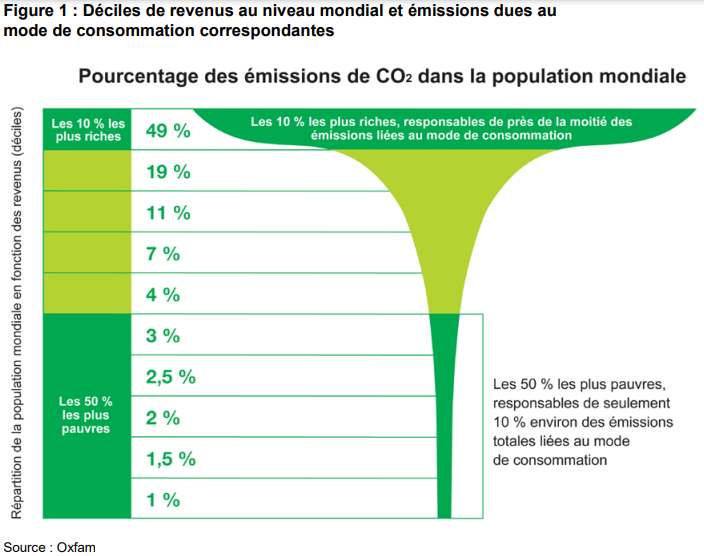 Figure 1 : Déciles de revenus au niveau mondial et émissions dues au
mode de consommation correspondantes
Pourcentage des émissions de CO₂ dans la population mondiale
Répartition de la population mondiale en fonction des revenus (déciles)
Les 10 % les
plus riches
49 %
Les 10 % les plus riches, responsables de près de la moitié des
émissions liées au mode de consommation
19 %
11 %
7 %
4 %
3 %
2,5 %
2 %
1,5 %
1 %
Les 50 %
les plus
pauvres
Les 50 % les plus pauvres,
responsables de seulement
10 % environ des émissions
totales liées au mode
de consommation
Source : Oxfam